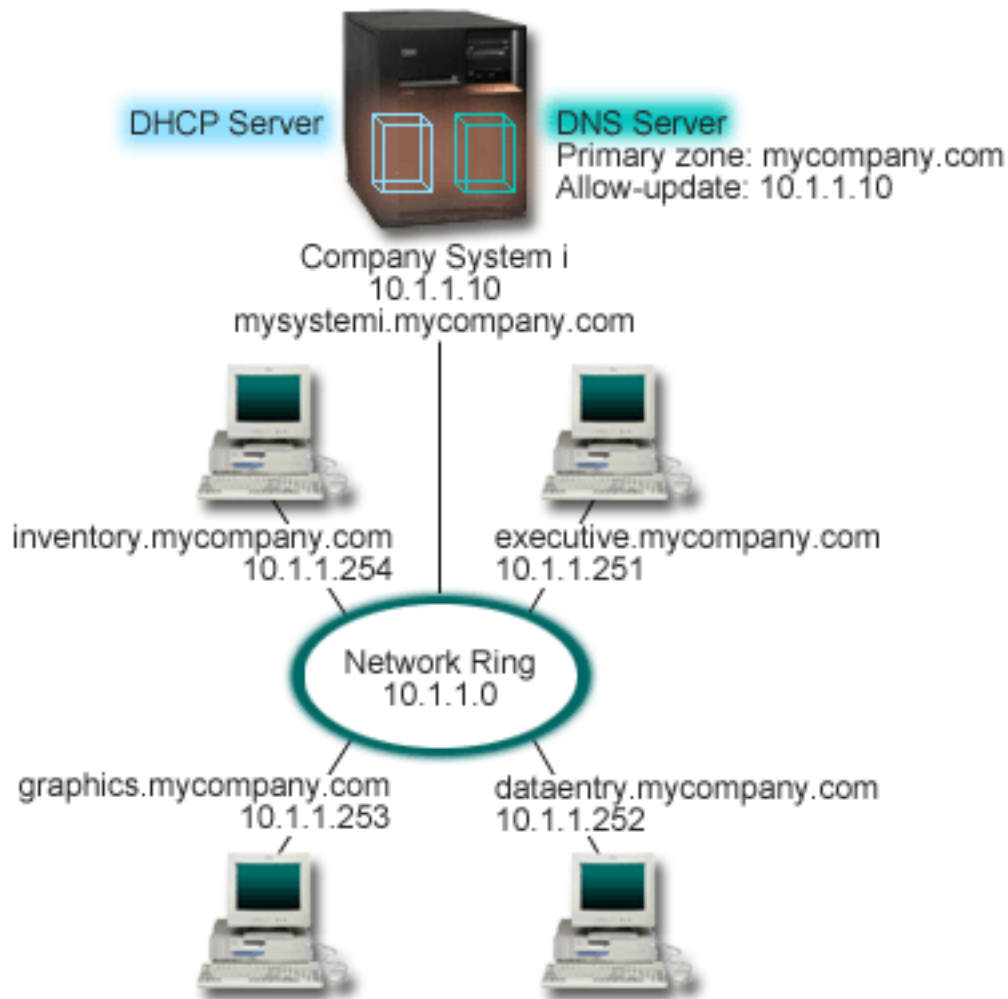 DHCP Server
DNS Server
Primary zone: mycompany.com
Allow-update: 10.1.1.10
Company System i
10.1.1.10
mysystemi.mycompany.com
inventory.mycompany.com
10.1.1.254
executive.mycompany.com
10.1.1.251
Network Ring
10.1.1.0
graphics.mycompany.com
10.1.1.253
dataentry.mycompany.com
10.1.1.252